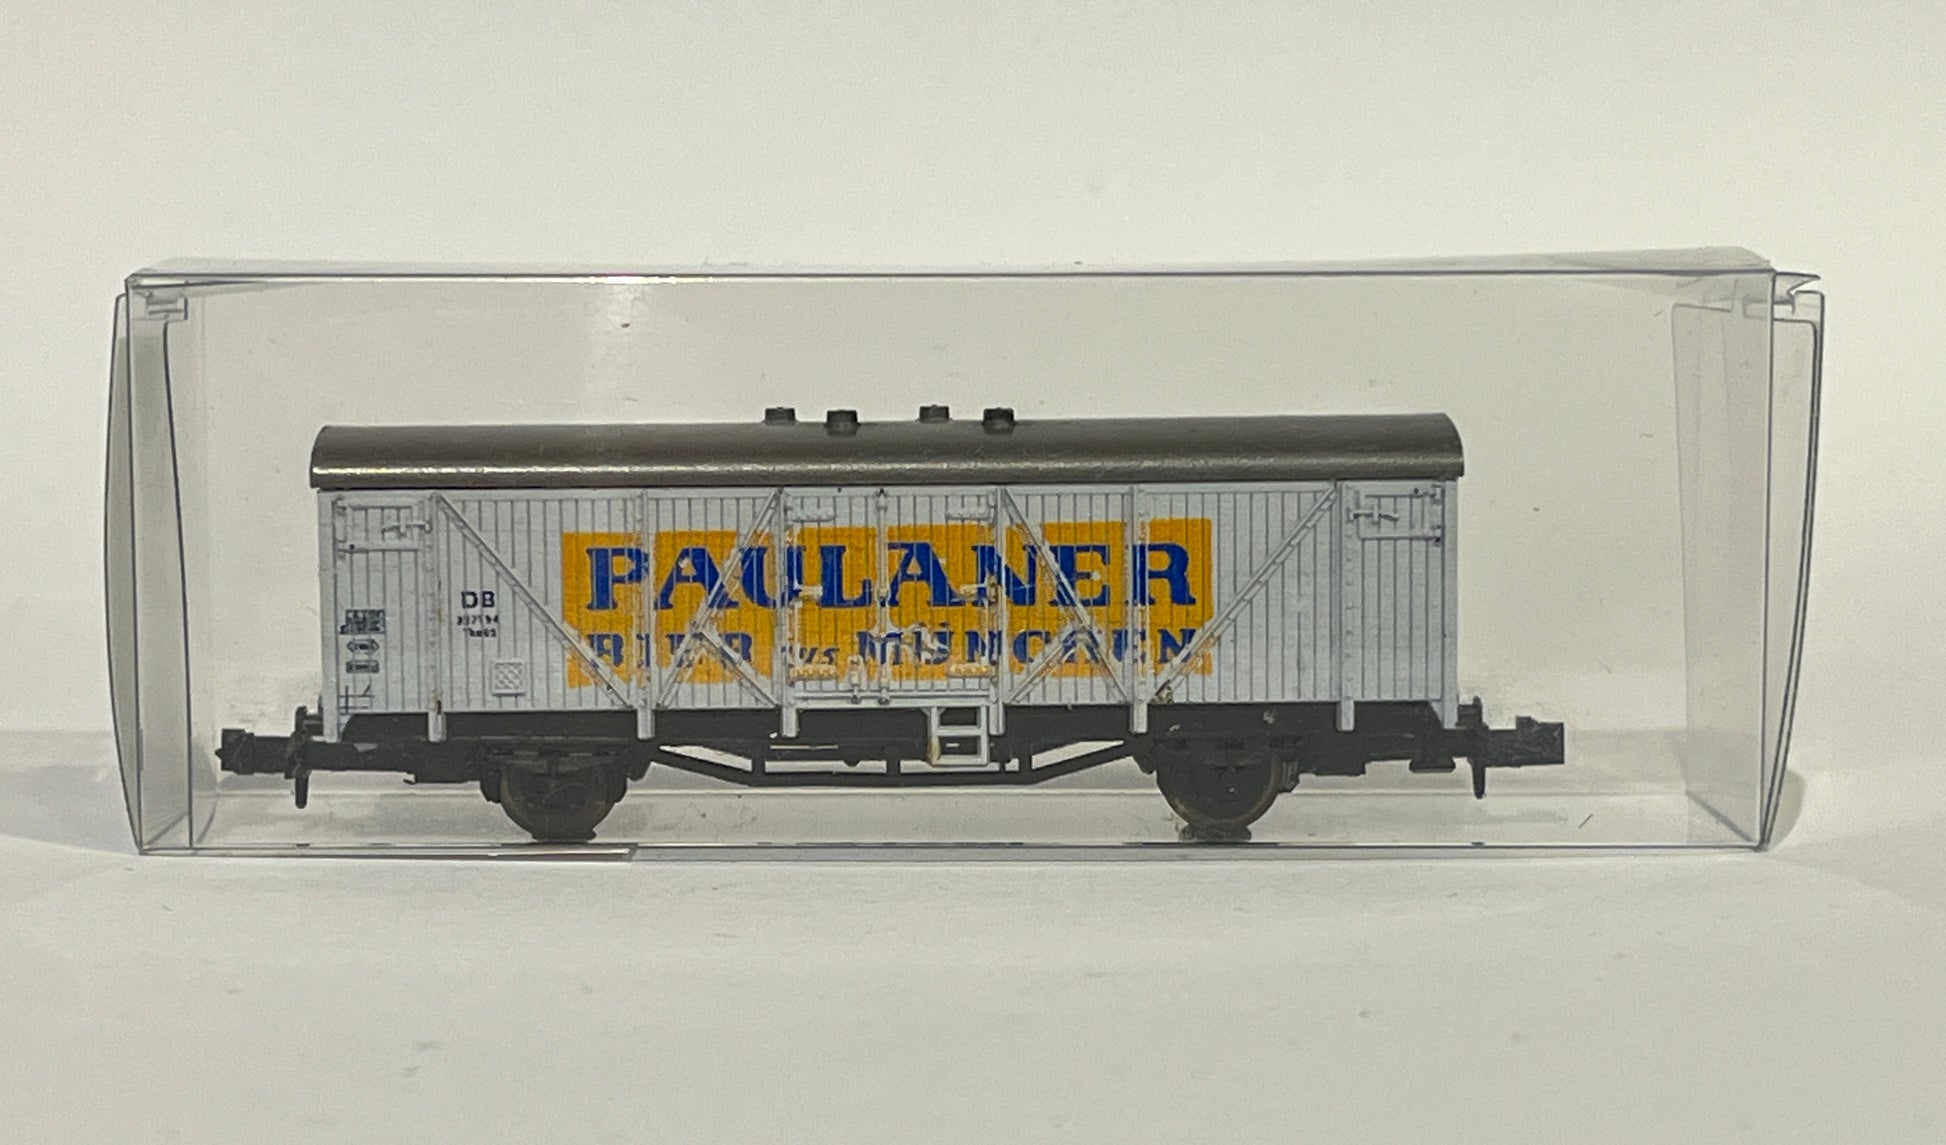 PAULANER
BIER aus MÜNCHEN
DB